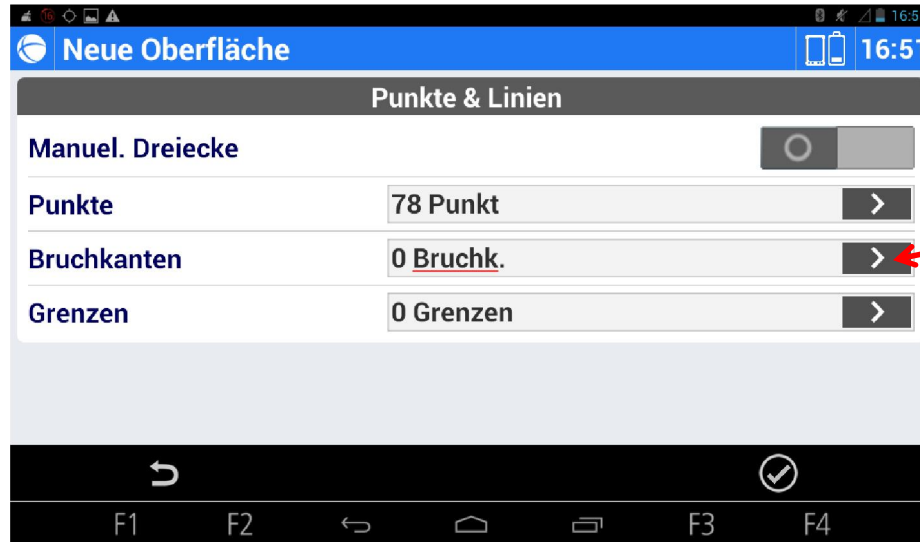 16 16:5
Neue Oberfläche 16:51
Punkte & Linien
Manuel. Dreiecke
Punkte 78 Punkt
Bruchkanten 0 Bruchk.
Grenzen 0 Grenzen
F1 F2 F3 F4